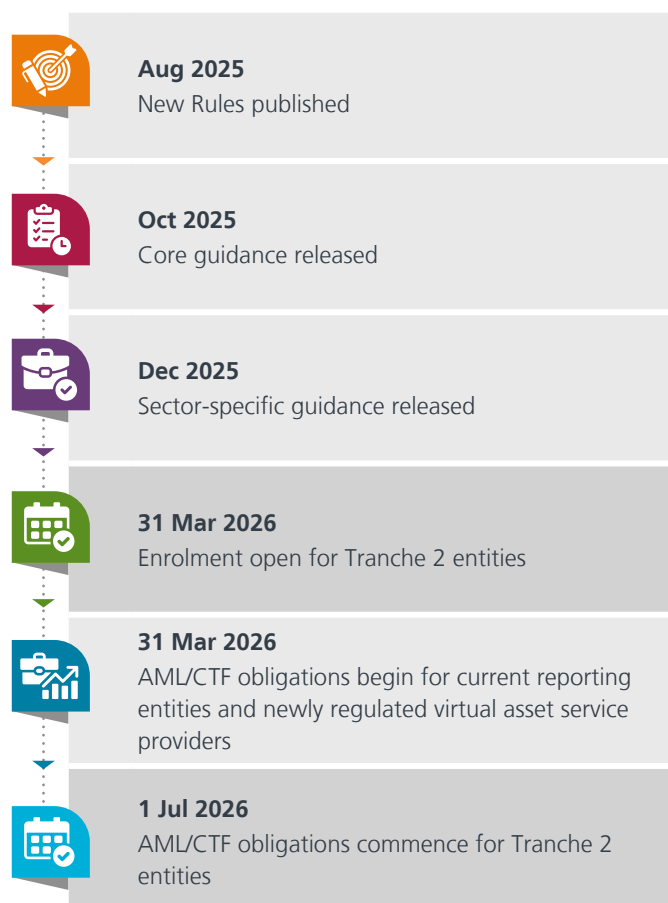 Aug 2025
New Rules published
Oct 2025
Core guidance released
Dec 2025
Sector-specific guidance released
31 Mar 2026
Enrolment open for Tranche 2 entities
31 Mar 2026
AML/CTF obligations begin for current reporting
entities and newly regulated virtual asset service
providers
1 Jul 2026
AML/CTF obligations commence for Tranche 2
entities